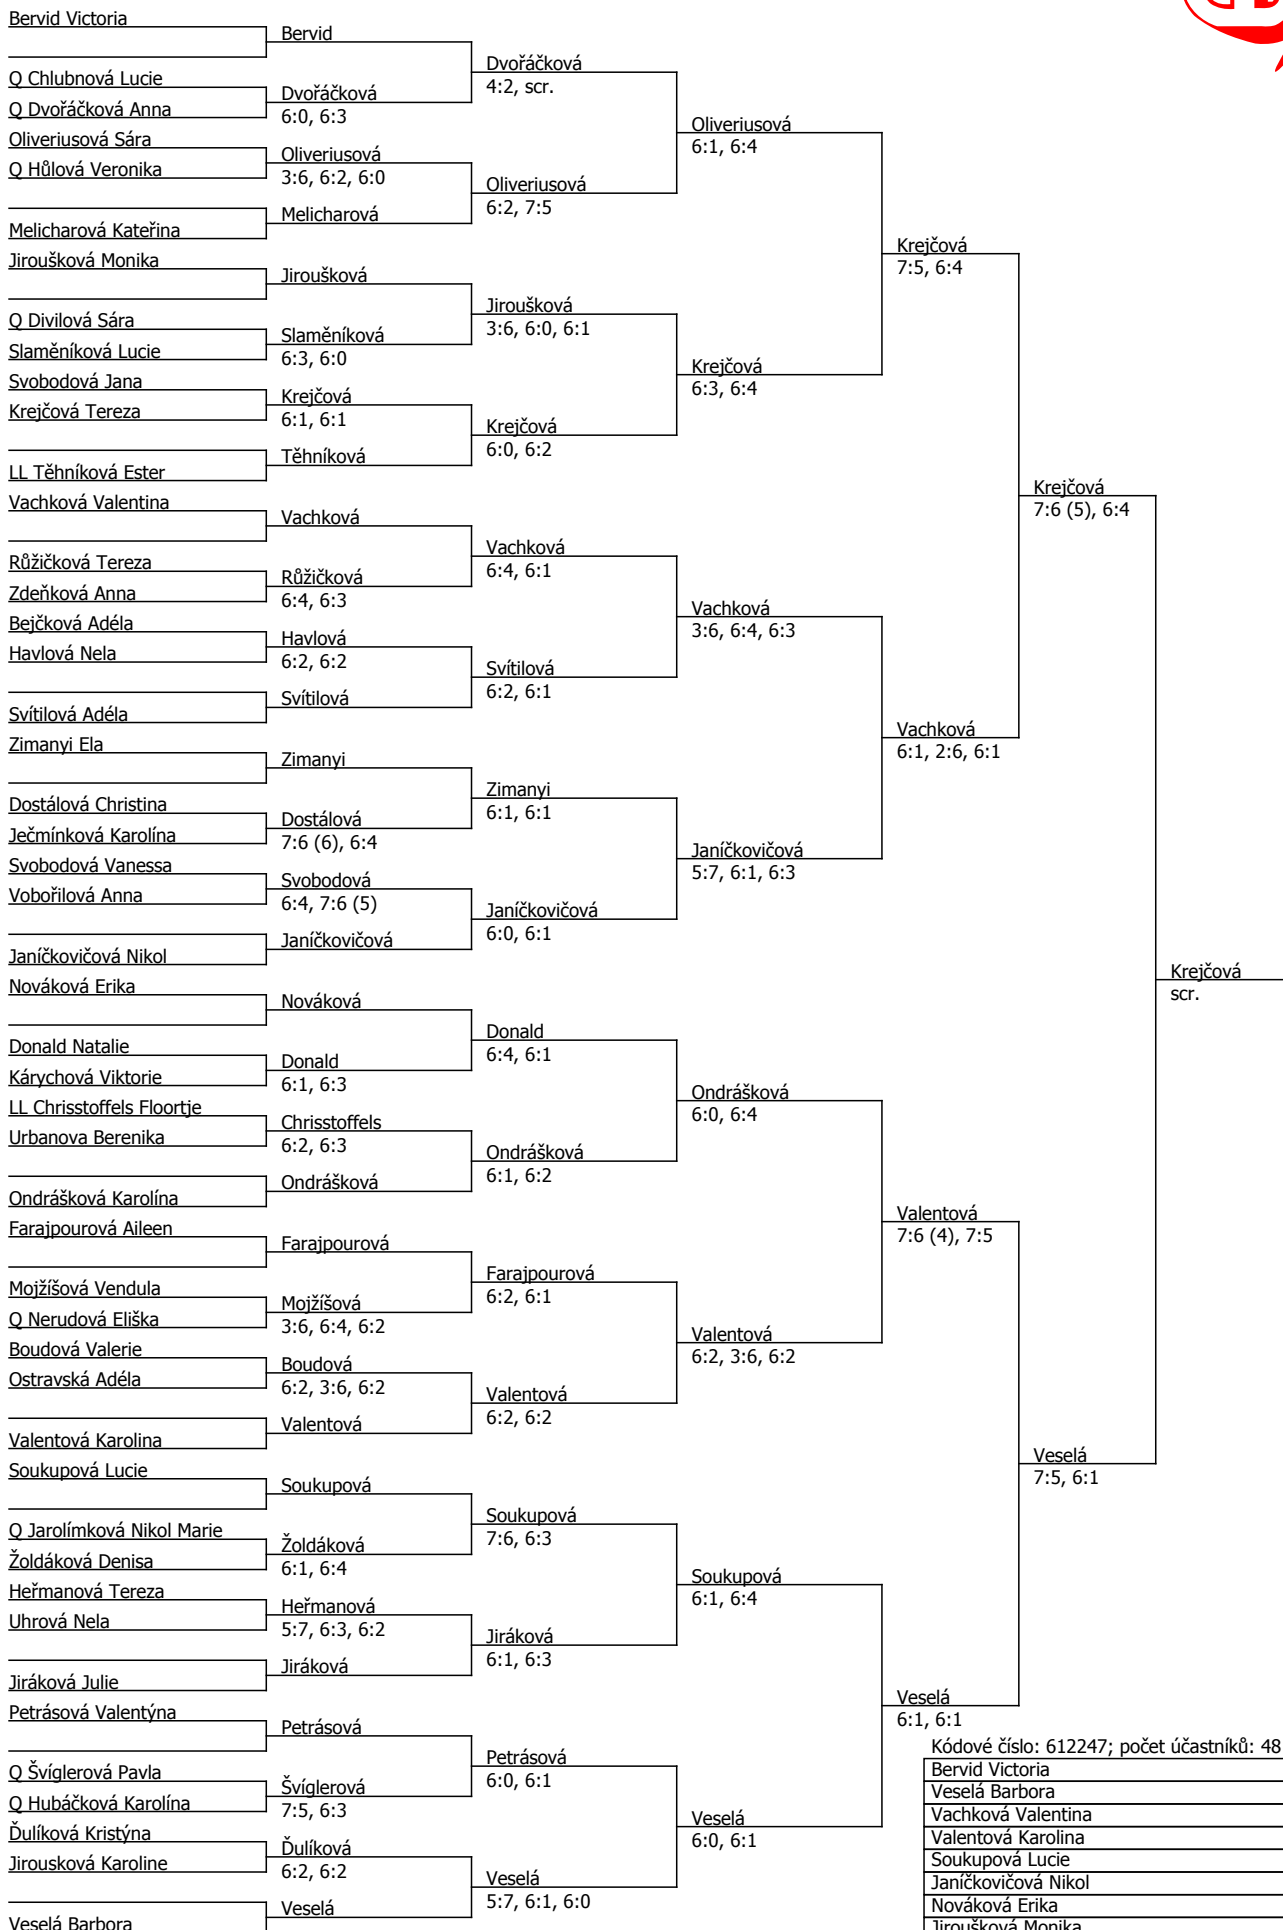 Bervid Victoria
Q Chlubnová Lucie
Q Dvořáčková Anna
Oliveriusová Sára
Q Hůlová Veronika
Melicharová Kateřina
Jiroušková Monika
Q Divilová Sára
Slaměníková Lucie
Svobodová Jana
Krejčová Tereza
LL Těhníková Ester
Vachková Valentina
Růžičková Tereza
Zdeňková Anna
Bejčková Adéla
Havlová Nela
Svítilová Adéla
Zimanyi Ela
Dostálová Christina
Ječmínková Karolína
Svobodová Vanessa
Vobořilová Anna
Janíčkovičová Nikol
Nováková Erika
Donald Natalie
Kárychová Viktorie
LL Chrisstoffels Floortje
Urbanova Berenika
Ondrášková Karolína
Farajpourová Aileen
Mojžíšová Vendula
Q Nerudová Eliška
Boudová Valerie
Ostravská Adéla
Valentová Karolina
Soukupová Lucie
Q Jarolímková Nikol Marie
Žoldáková Denisa
Heřmanová Tereza
Uhrová Nela
Jiráková Julie
Petrásová Valentýna
Q Švíglerová Pavla
Q Hubáčková Karolína
Ďulíková Kristýna
Jirousková Karoline
Veselá Barbora
Bervid
Dvořáčková
6:0, 6:3
Oliveriusová
3:6, 6:2, 6:0
Melicharová
Jiroušková
Slaměníková
6:3, 6:0
Krejčová
6:1, 6:1
Těhníková
Vachková
Růžičková
6:4, 6:3
Havlová
6:2, 6:2
Svítilová
Zimanyi
Dostálová
7:6 (6), 6:4
Svobodová
6:4, 7:6 (5)
Janíčkovičová
Nováková
Donald
6:1, 6:3
Chrisstoffels
6:2, 6:3
Ondrášková
Farajpourová
Mojžíšová
3:6, 6:4, 6:2
Boudová
6:2, 3:6, 6:2
Valentová
Soukupová
Žoldáková
6:1, 6:4
Heřmanová
5:7, 6:3, 6:2
Jiráková
Petrásová
Švíglerová
7:5, 6:3
Ďulíková
6:2, 6:2
Veselá
Dvořáčková
4:2, scr.
Oliveriusová
6:2, 7:5
Jiroušková
3:6, 6:0, 6:1
Krejčová
6:0, 6:2
Vachková
6:4, 6:1
Svítilová
6:2, 6:1
Zimanyi
6:1, 6:1
Janíčkovičová
6:0, 6:1
Donald
6:4, 6:1
Ondrášková
6:1, 6:2
Farajpourová
6:2, 6:1
Valentová
6:2, 6:2
Soukupová
7:6, 6:3
Jiráková
6:1, 6:3
Petrásová
6:0, 6:1
Veselá
5:7, 6:1, 6:0
Oliveriusová
6:1, 6:4
Krejčová
6:3, 6:4
Vachková
3:6, 6:4, 6:3
Janíčkovičová
5:7, 6:1, 6:3
Ondrášková
6:0, 6:4
Valentová
6:2, 3:6, 6:2
Soukupová
6:1, 6:4
Veselá
6:0, 6:1
Krejčová
7:5, 6:4
Vachková
6:1, 2:6, 6:1
Valentová
7:6 (4), 7:5
Veselá
6:1, 6:1
Krejčová
7:6 (5), 6:4
Veselá
7:5, 6:1
Krejčová
scr.
Kódové číslo: 612247; počet účastníků: 48
Bervid Victoria
Veselá Barbora
Vachková Valentina
Valentová Karolina
Soukupová Lucie
Janíčkovičová Nikol
Nováková Erika
Jiroušková Monika